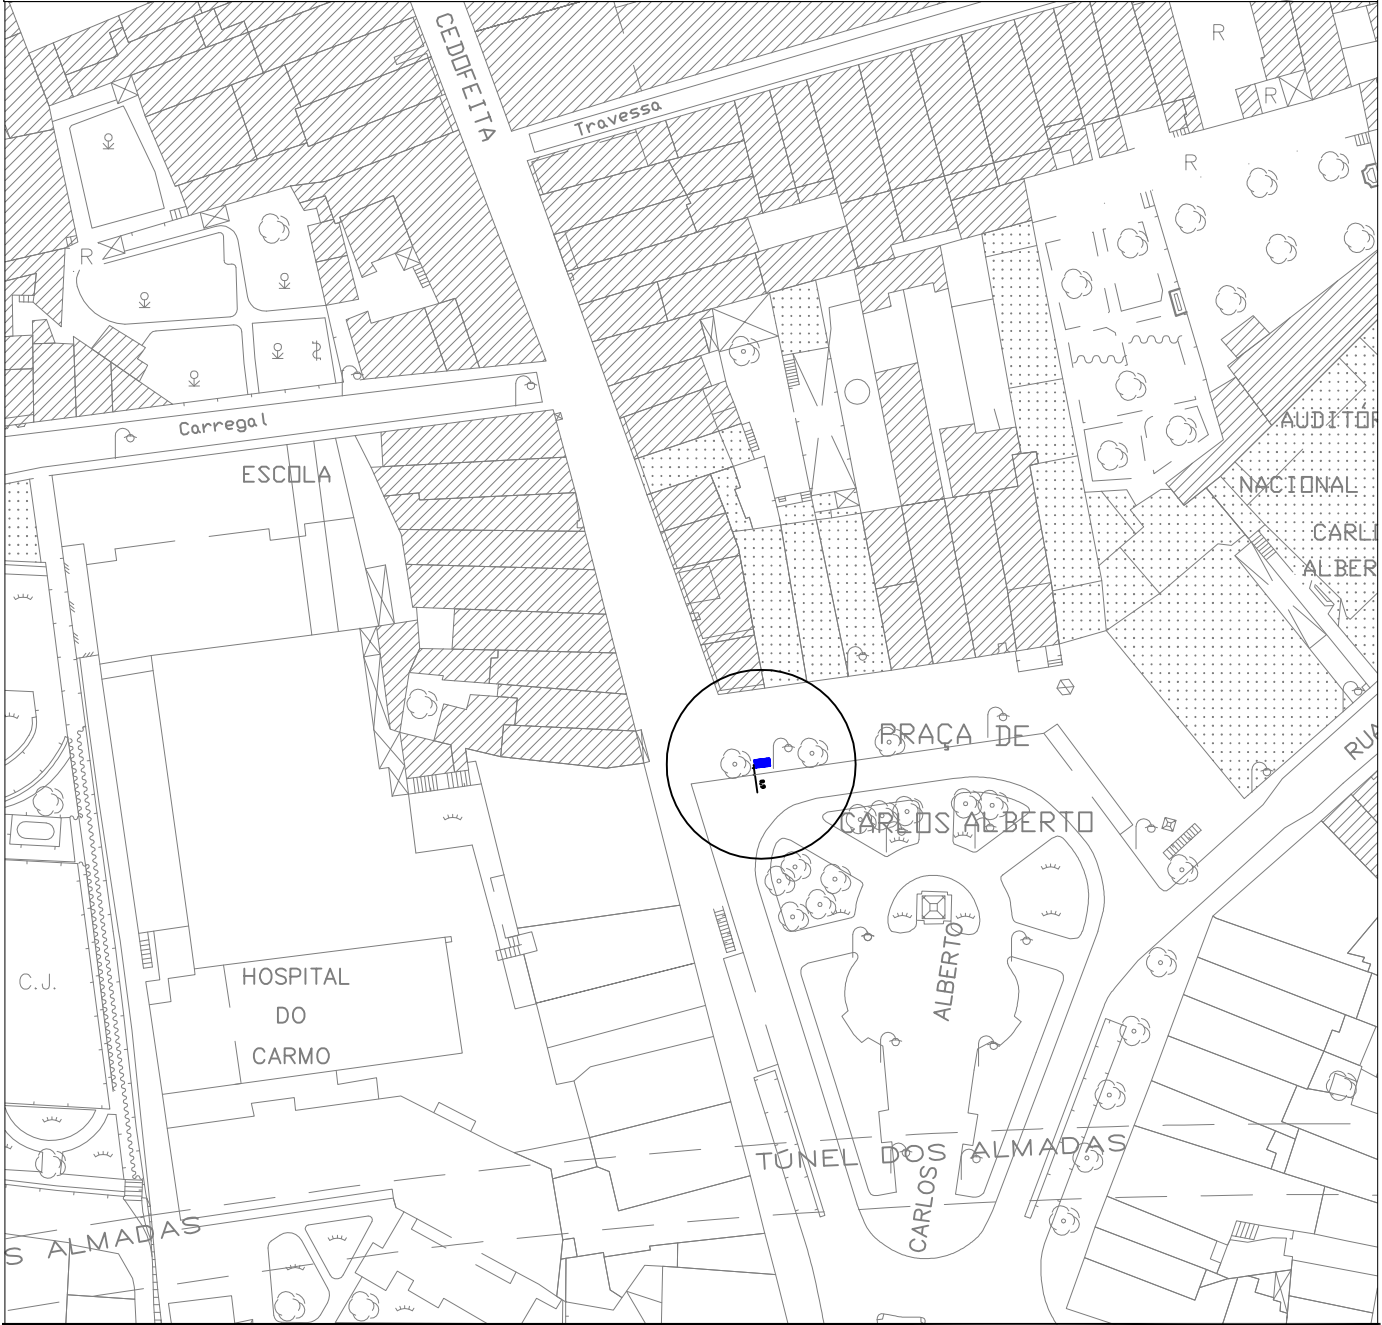 CEDOFEITA
R
Travessa
R
R
R
Carregal
AUDITÓR
ESCOLA
NACIONAL
CARL
ALBER
PRAÇA DE
RUA
CARLOS ALBERTO
ALBERTO
C.J.
HOSPITAL
DO
CARMO
TÚNEL DOS ALMADAS
CARLOS
S ALMADAS